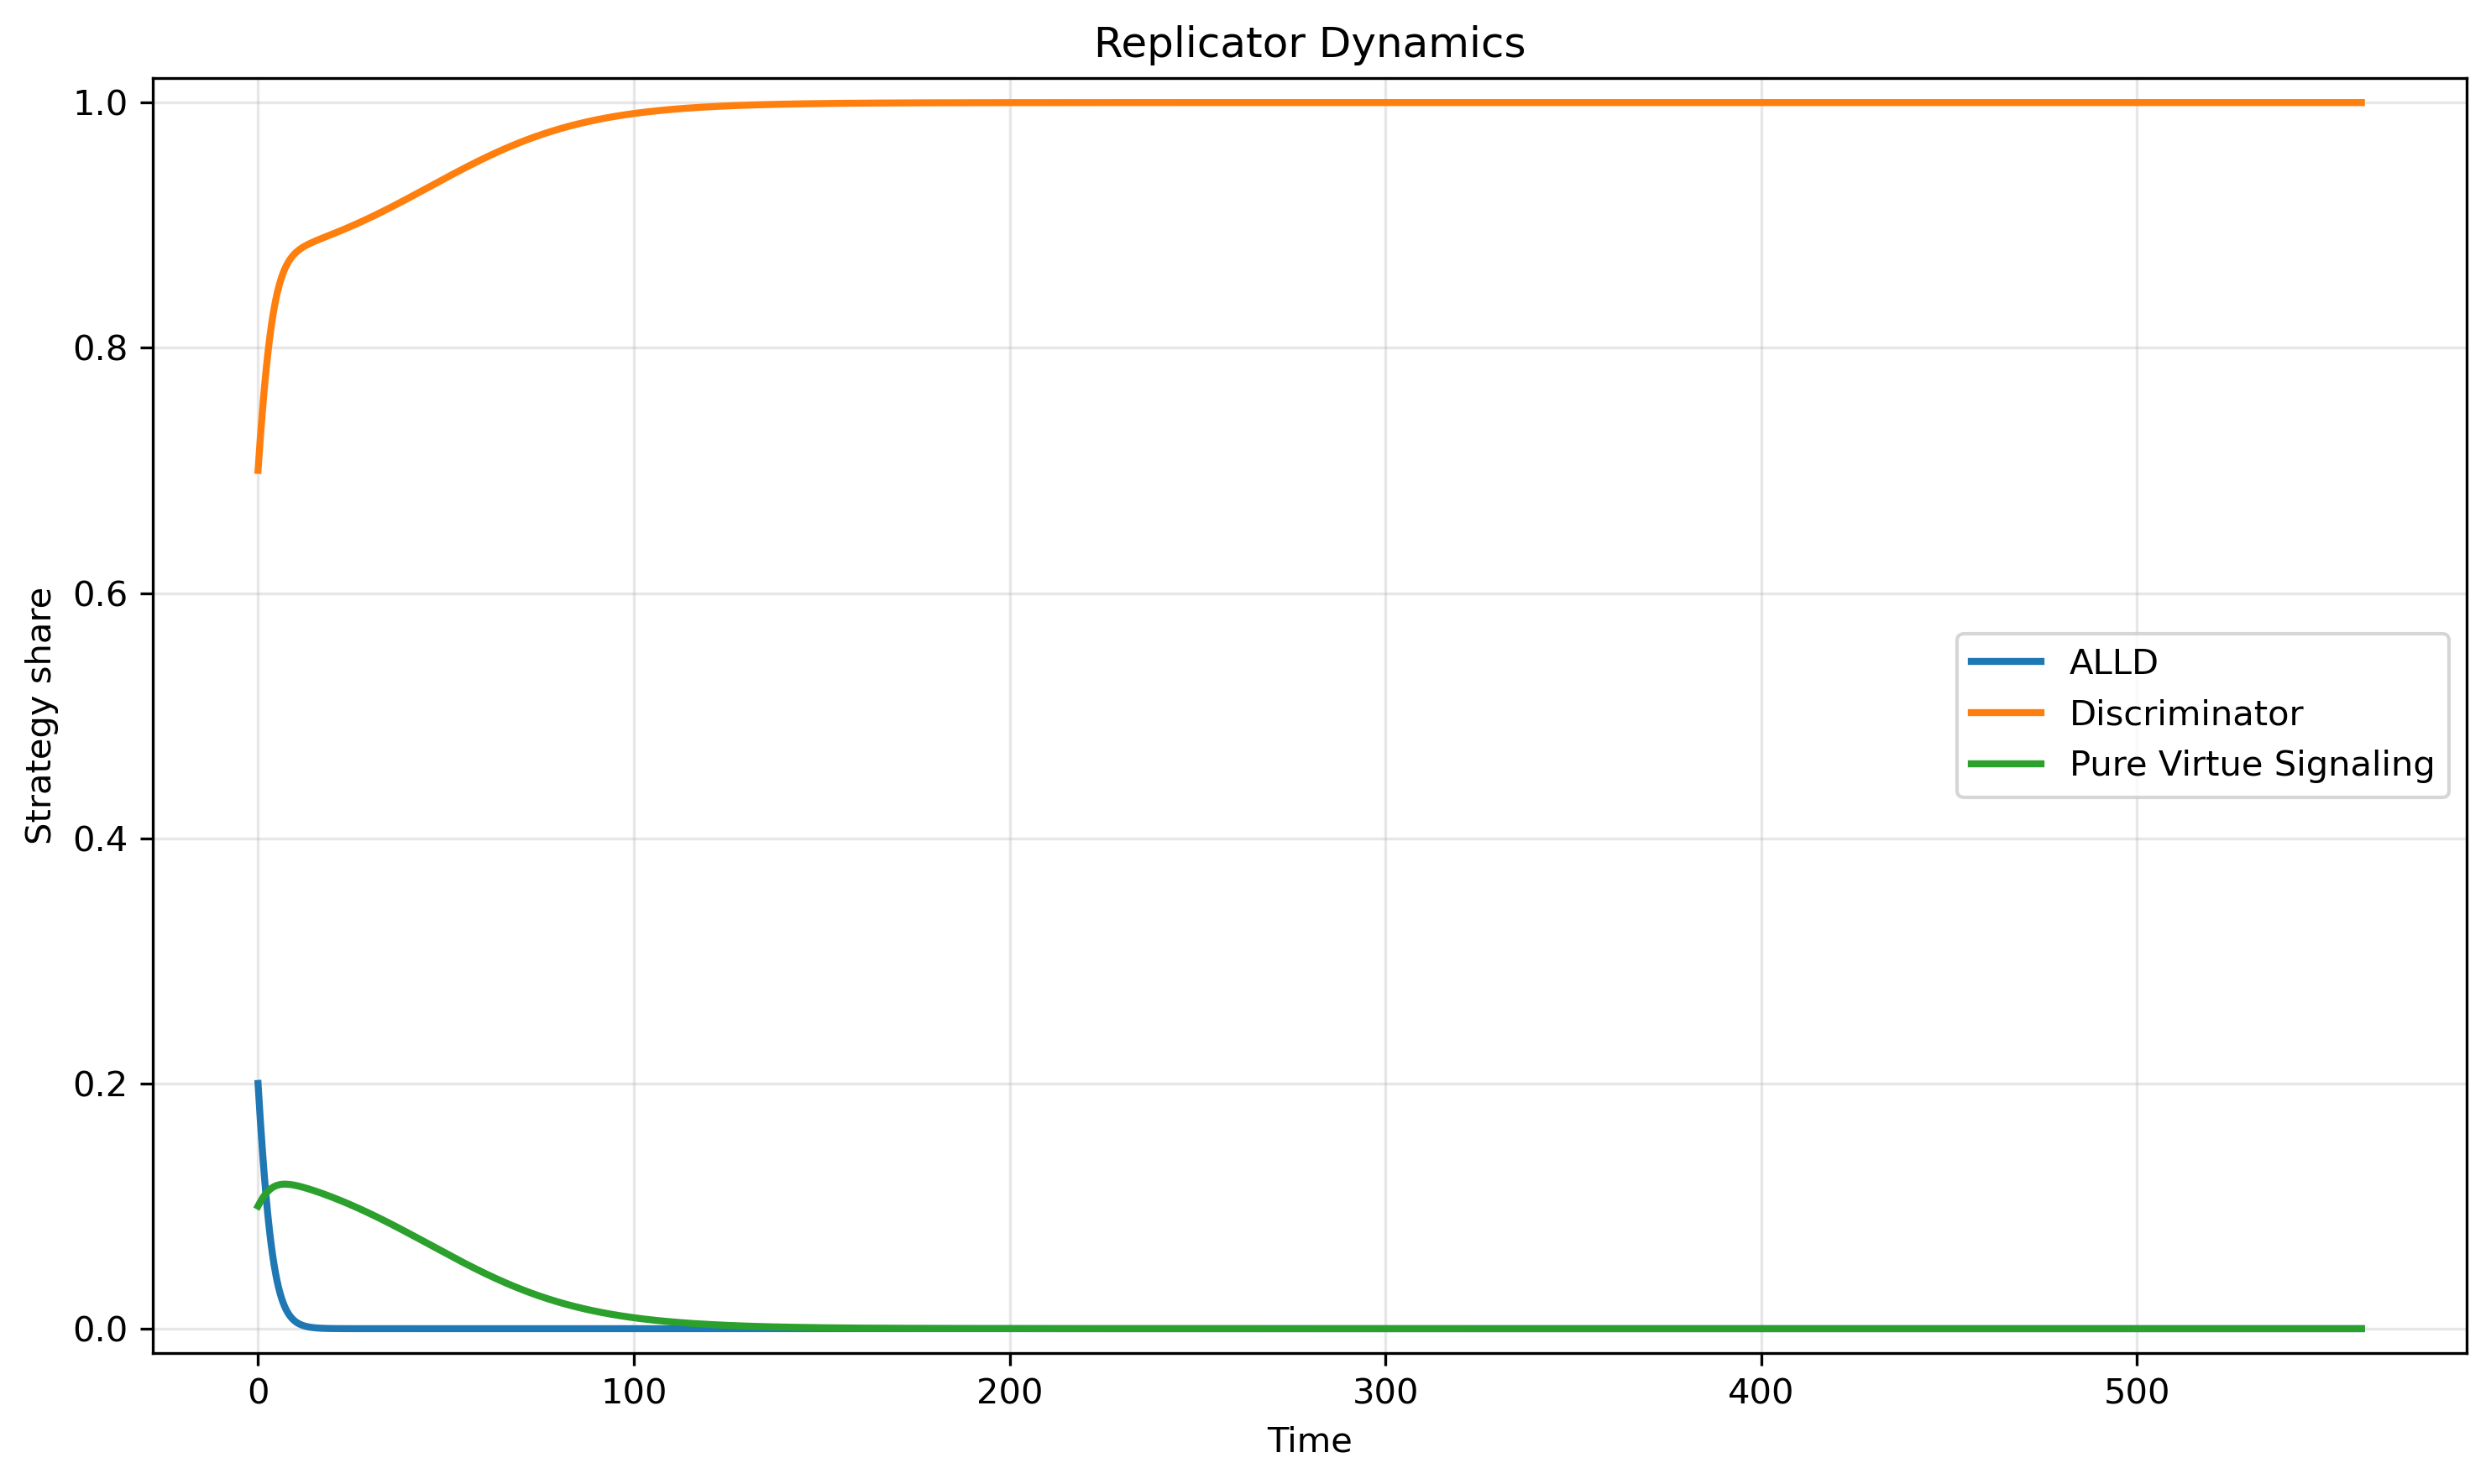 Replicator Dynamics
Strategy share
1.0
0.8
0.6
0.4
0.2
0.0
ALLD
Discriminator
Pure Virtue Signaling
0
100
200
300
400
500
Time